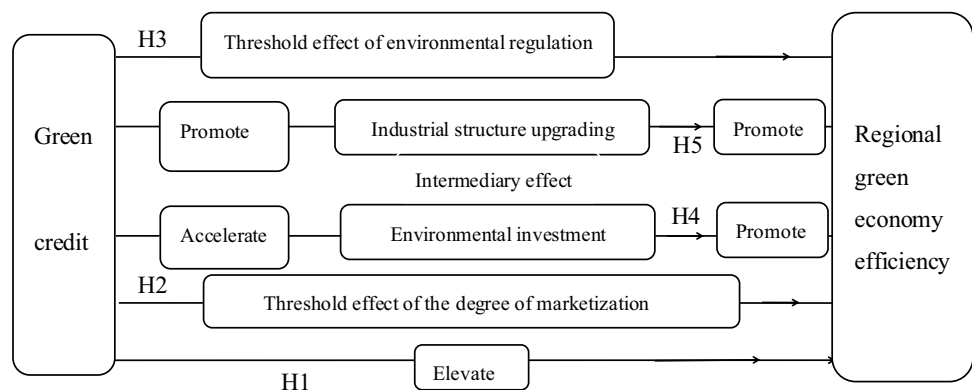 H3
Threshold effect of environmental regulation
Green
credit
Promote
Industrial structure upgrading
H5
Promote
Intermediary effect
Accelerate
Environmental investment
H4
Promote
H2
Threshold effect of the degree of marketization
H1
Elevate
Regional
green
economy
efficiency